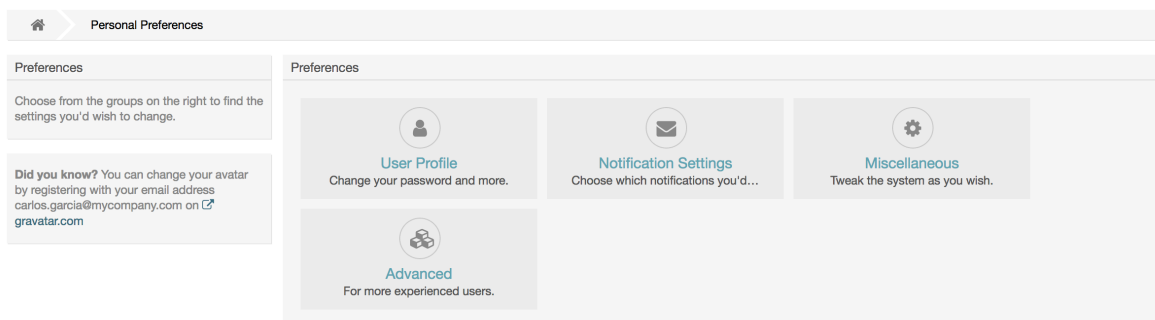 Personal Preferences
Preferences
Choose from the groups on the right to find the
settings you'd wish to change.
Did you know? You can change your avatar
by registering with your email address
carlos.garcia@mycompany.com on
gravatar.com
Preferences
User Profile
Change your password and more.
Notification Settings
Choose which notifications you'd...
Miscellaneous
Tweak the system as you wish.
Advanced
For more experienced users.